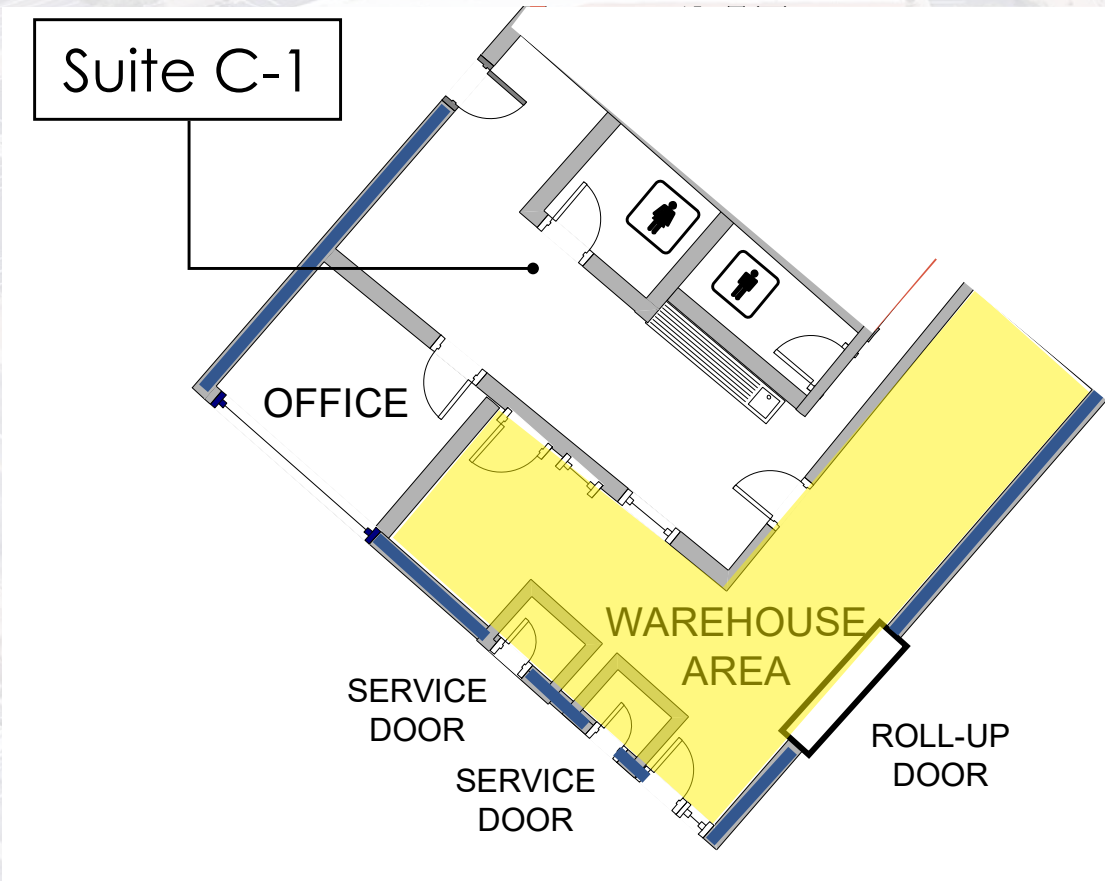 Suite C-1
OFFICE
WAREHOUSE
AREA
SERVICE
DOOR
SERVICE
DOOR
ROLL-UP
DOOR